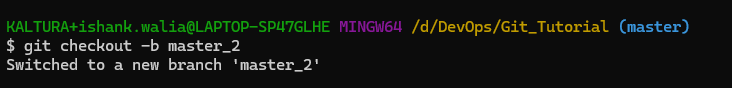 KALTURA+ishank.walia@LAPTOP-SP47GLHE MINGW64 /d/DevOps/Git_Tutorial (master)
$ git checkout -b master_2
Switched to a new branch 'master_2'